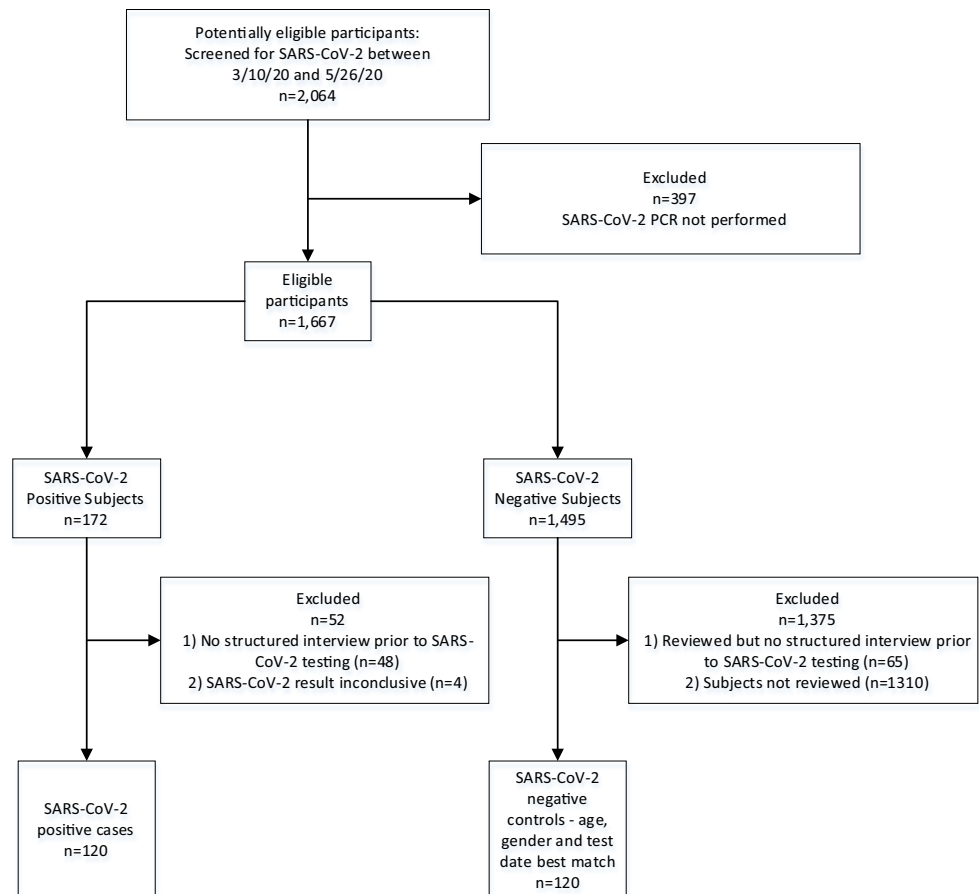 Potentially eligible participants:
Screened for SARS-CoV-2 between
3/10/20 and 5/26/20
n=2,064
Excluded
n=397
SARS-CoV-2 PCR not performed
Eligible
participants
n=1,667
SARS-CoV-2
Positive Subjects
n=172
SARS-CoV-2
Negative Subjects
n=1,495
Excluded
n=52
1) No structured interview prior to SARS-
CoV-2 testing (n=48)
2) SARS-CoV-2 result inconclusive (n=4)
Excluded
n=1,375
1) Reviewed but no structured interview prior
to SARS-CoV-2 testing (n=65)
2) Subjects not reviewed (n=1310)
SARS-CoV-2
positive cases
n=120
SARS-CoV-2
negative
controls - age,
gender and test
date best match
n=120